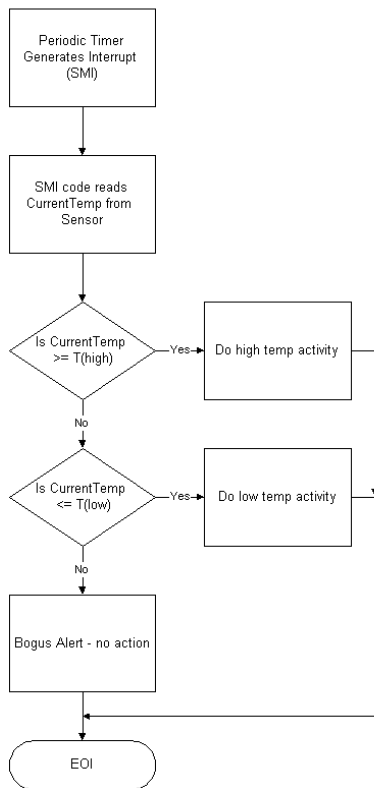 Periodic Timer
Generates Interrupt
(SMI)
SMI code reads
CurrentTemp from
Sensor
Is CurrentTemp
>= T(high)
Yes
Do high temp activity
No
Is CurrentTemp
<= T(low)
Yes
Do low temp activity
No
Bogus Alert - no action
EOI